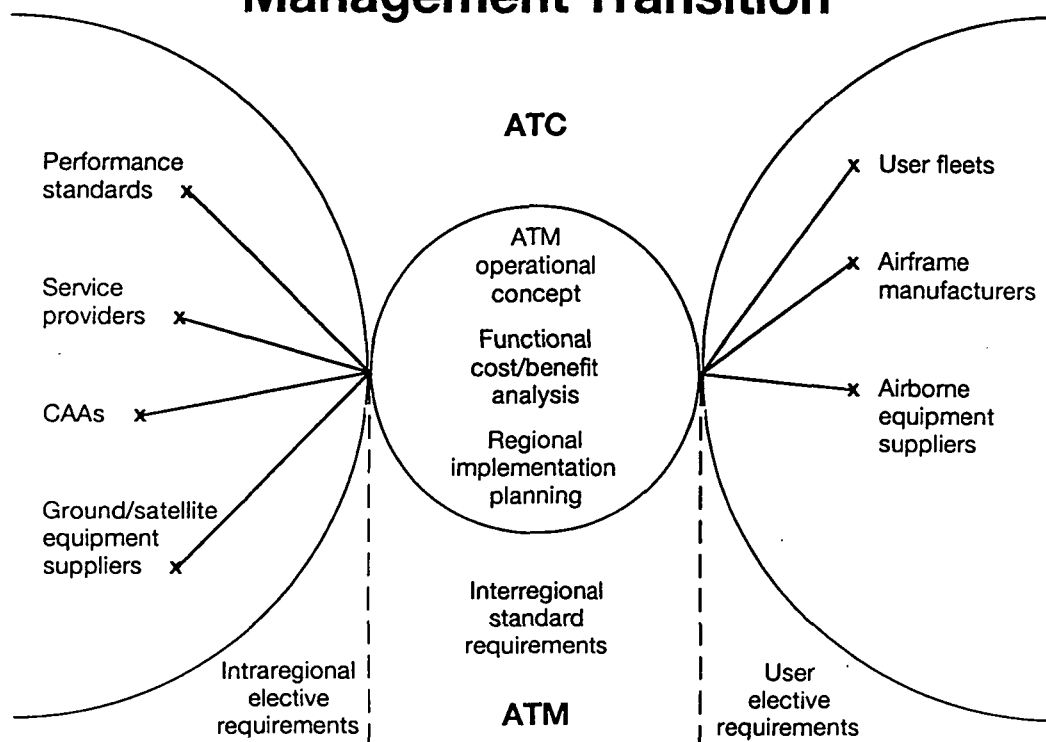 Management Transition
ATC
Performance
standards x
Service
providers x
CAAs x
Ground/satellite
equipment
suppliers x
ATM
operational
concept
Functional
cost/benefit
analysis
Regional
implementation
planning
x User fleets
x Airframe
manufacturers
x Airborne
equipment
suppliers
Intraregional
elective
requirements
Interregional
standard
requirements
ATM
User
elective
requirements